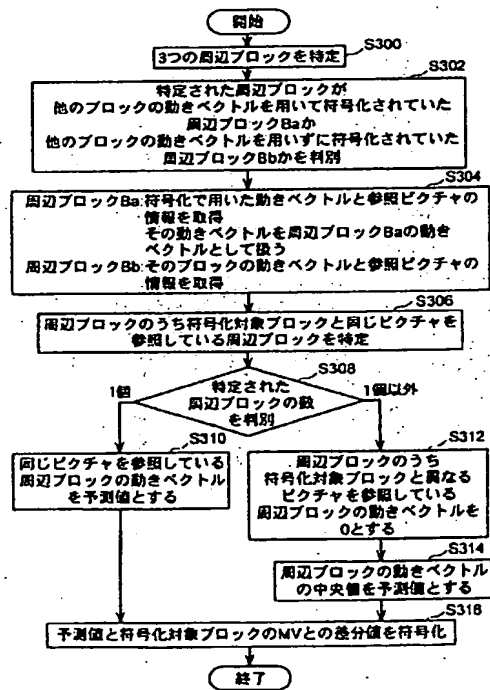 開始
S300
3つの周辺ブロックを特定
S302
特定された周辺ブロックが
他のブロックの動きベクトルを用いて符号化されていた
周辺ブロックBaか
他のブロックの動きベクトルを用いずに符号化されていた
周辺ブロックBbかを判別
S304
周辺ブロックBa:符号化で用いた動きベクトルと参照ピクチャの
情報を取得
その動きベクトルを周辺ブロックBaの動き
ベクトルとして扱う
周辺ブロックBb:そのブロックの動きベクトルと参照ピクチャの
情報を取得
S306
周辺ブロックのうち符号化対象ブロックと同じピクチャを
参照している周辺ブロックを特定
S308
特定された
周辺ブロックの数
を判別
1個
1個以外
S310
同じピクチャを参照している
周辺ブロックの動きベクトル
を予測値とする
S312
周辺ブロックのうち
符号化対象ブロックと異なる
ピクチャを参照している
周辺ブロックの動きベクトルを
0とする
S314
周辺ブロックの動きベクトル
の中央値を予測値とする
S316
予測値と符号化対象ブロックのMVとの差分値を符号化
終了